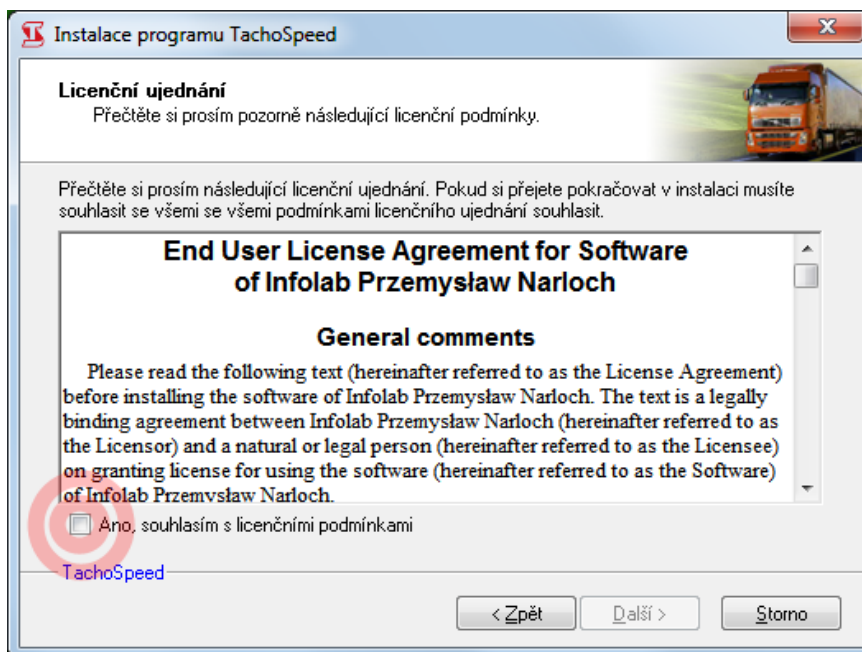 Instalace programu TachoSpeed
Licenční ujednání
Přečtěte si prosím pozorně následující licenční podmínky.
Přečtěte si prosím následující licenční ujednání. Pokud si přejete pokračovat v instalaci musíte
souhlasit se všemi se všemi podmínkami licenčního ujednání souhlasit.
End User License Agreement for Software
of Infolab Przemysław Narloch
General comments
Please read the following text (hereinafter referred to as the License Agreement)
before installing the software of Infolab Przemysław Narloch. The text is a legally
binding agreement between Infolab Przemysław Narloch (hereinafter referred to as
the Licensor) and a natural or legal person (hereinafter referred to as the Licensee)
on granting license for using the software (hereinafter referred to as the Software)
of Infolab Przemysław Narloch.
Ano, souhlasím s licenčními podmínkami
TachoSpeed
< Zpět
Další >
Storno